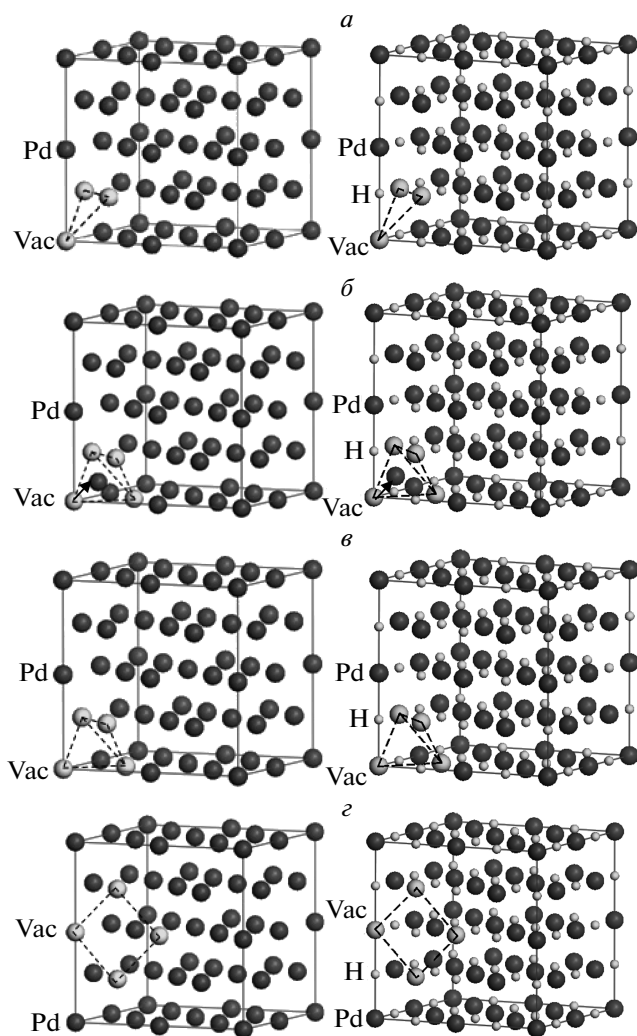 а
Pd Pd
H
Vac Vac
б
Pd Pd
H
Vac Vac
в
Pd Pd
H
Vac Vac
г
Vac Vac
H
Pd Pd